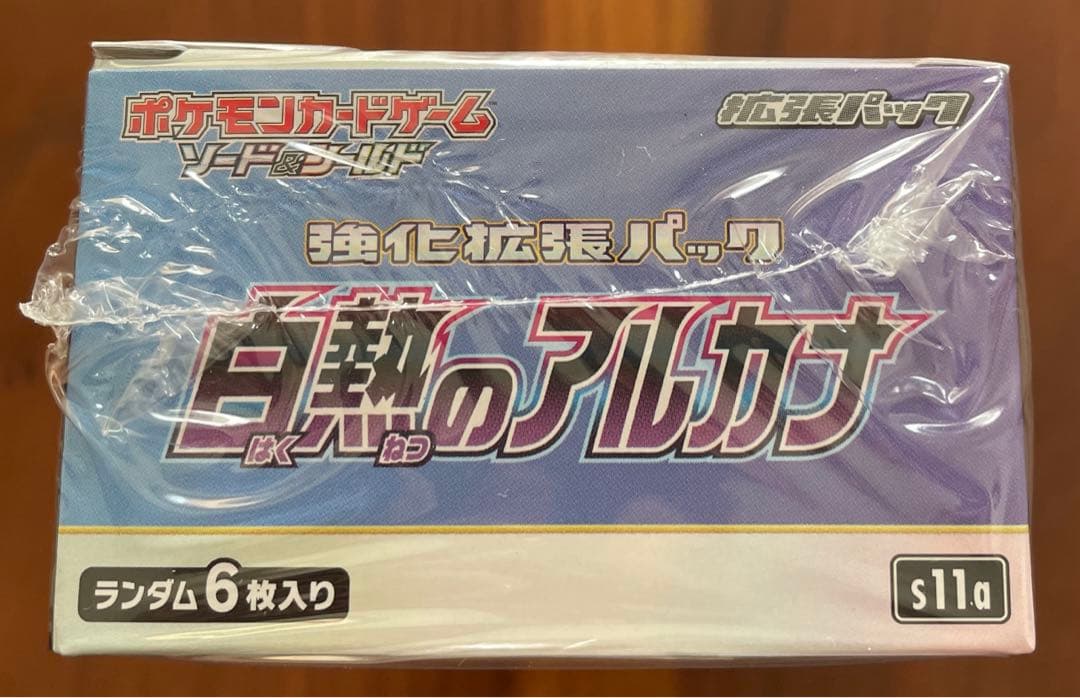 ポケモンカードゲーム
拡張パック
ソード&シールド
強化拡張パック
白熱のアルカナ
はく ねつ
ランダム6枚入り
s11a